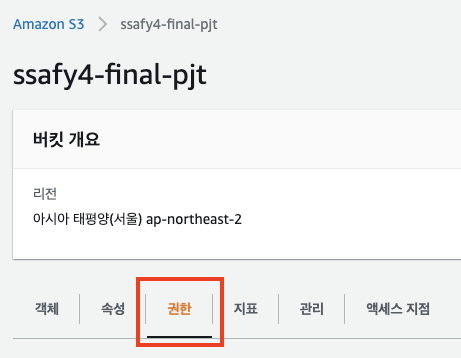 Amazon S3 > ssafy4-final-pjt
ssafy4-final-pjt
버킷 개요
리전
아시아 태평양(서울) ap-northeast-2
객체 속성 권한 지표 관리 액세스 지점